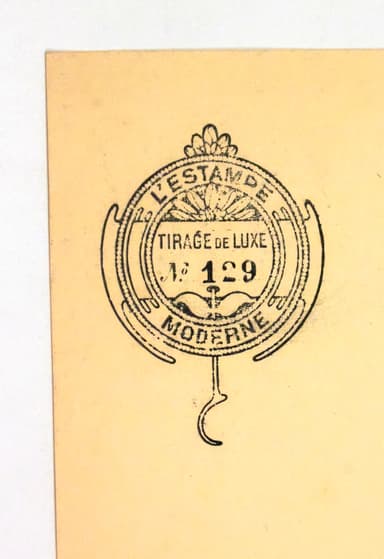 L'ESTAMPE
TIRAGE DE LUXE
No 129
MODERNE